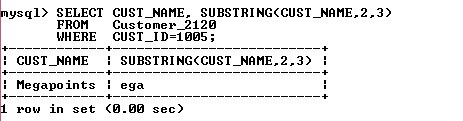 mysql> SELECT CUST_NAME, SUBSTRING(CUST_NAME,2,3)
FROM Customer_2120
WHERE CUST_ID=1005;
+------------+--------------------------+
| CUST_NAME | SUBSTRING(CUST_NAME,2,3) |
+------------+--------------------------+
| Megapoints | ega |
+------------+--------------------------+
1 row in set (0.00 sec)